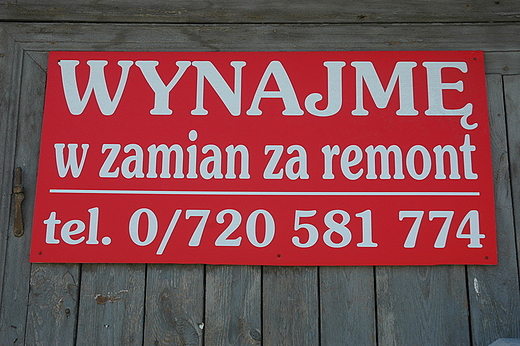 WYNAJMĘ
w zamian za remont
tel. 0/720 581 774